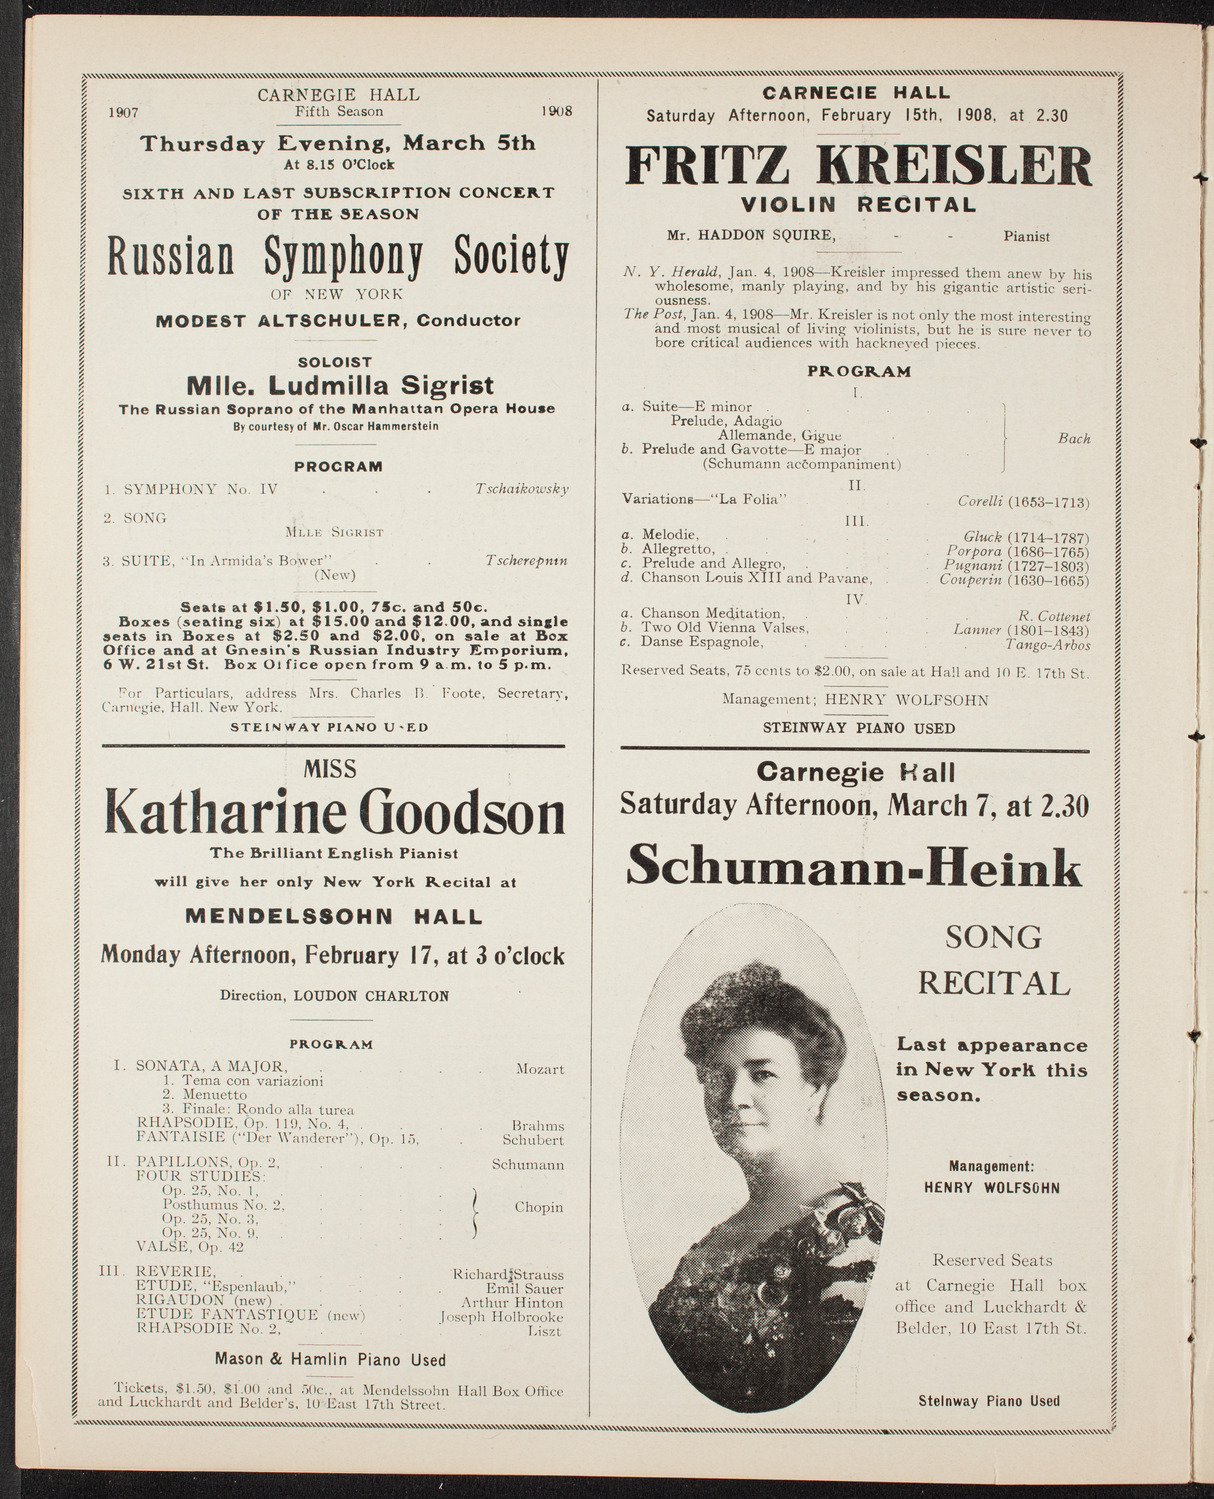 CARNEGIE HALL
1907 Fifth Season 1908
Thursday Evening, March 5th
At 8.15 O'Clock
SIXTH AND LAST SUBSCRIPTION CONCERT
OF THE SEASON
Russian Symphony Society
OF NEW YORK
MODEST ALTSCHULER, Conductor
SOLOIST
Mlle. Ludmilla Sigrist
The Russian Soprano of the Manhattan Opera House
By courtesy of Mr. Oscar Hammerstein
PROGRAM
1. SYMPHONY No. IV . . . Tschaikowsky
2. SONG
MLLE SIGRIST
3. SUITE, "In Armida's Bower" . . Tscherepnin
(New)
Seats at $1.50, $1.00, 75c. and 50c.
Boxes (seating six) at $15.00 and $12.00, and single
seats in Boxes at $2.50 and $2.00, on sale at Box
Office and at Gnesin's Russian Industry Emporium,
6 W. 21st St. Box Office open from 9 a.m. to 5 p.m.
For Particulars, address Mrs. Charles B. Foote, Secretary,
Carnegie, Hall. New York.
STEINWAY PIANO USED
MISS
Katharine Goodson
The Brilliant English Pianist
will give her only New York Recital at
MENDELSSOHN HALL
Monday Afternoon, February 17, at 3 o'clock
Direction, LOUDON CHARLTON
PROGRAM
I. SONATA, A MAJOR, . . . . Mozart
1. Tema con variazioni
2. Menuetto
3. Finale: Rondo alla turea
RHAPSODIE, Op. 119, No. 4, . . . . Brahms
FANTAISIE ("Der Wanderer"), Op. 15, . Schubert
II. PAPILLONS, Op. 2, . . . . Schumann
FOUR STUDIES:
Op. 25, No. 1,
Posthumus No. 2,
Chopin
Op. 25, No. 3,
Op. 25, No. 9,
VALSE, Op. 42
III. REVERIE, . . . . Richard Strauss
ETUDE, "Espenlaub," . . . Emil Sauer
RIGAUDON (new) . . . . Arthur Hinton
ETUDE FANTASTIQUE (new) . Joseph Holbrooke
RHAPSODIE No. 2, . . . . Liszt
Mason & Hamlin Piano Used
Tickets, $1.50, $1.00 and 50c., at Mendelssohn Hall Box Office
and Luckhardt and Belder's, 10 East 17th Street.
CARNEGIE HALL
Saturday Afternoon, February 15th, 1908, at 2.30
FRITZ KREISLER
VIOLIN RECITAL
Mr. HADDON SQUIRE, - - Pianist
N. Y. Herald, Jan. 4, 1908—Kreisler impressed them anew by his
wholesome, manly playing, and by his gigantic artistic seri-
ousness.
The Post, Jan. 4, 1908—Mr. Kreisler is not only the most interesting
and most musical of living violinists, but he is sure never to
bore critical audiences with hackneyed pieces.
PROGRAM
I.
a. Suite—E minor
Prelude, Adagio
Allemande, Gigue
Bach
b. Prelude and Gavotte—E major
(Schumann accompaniment)
II.
Variations—"La Folia" . . Corelli (1653-1713)
III.
a. Melodie, . . . . Gluck (1714-1787)
b. Allegretto, . . . . Porpora (1686-1765)
c. Prelude and Allegro, . . . Pugnani (1727-1803)
d. Chanson Louis XIII and Pavane, . . Couperin (1630-1665)
IV.
a. Chanson Meditation, . . . R. Cottenet
b. Two Old Vienna Valses, . . . Lanner (1801-1843)
c. Danse Espagnole, . . . Tango-Arbos
Reserved Seats, 75 cents to $2.00, on sale at Hall and 10 E. 17th St.
Management; HENRY WOLFSOHN
STEINWAY PIANO USED
Carnegie Hall
Saturday Afternoon, March 7, at 2.30
Schumann-Heink
SONG
RECITAL
Last appearance
in New York this
season.
Management:
HENRY WOLFSOHN
Reserved Seats
at Carnegie Hall box
office and Luckhardt &
Belder, 10 East 17th St.
Steinway Piano Used